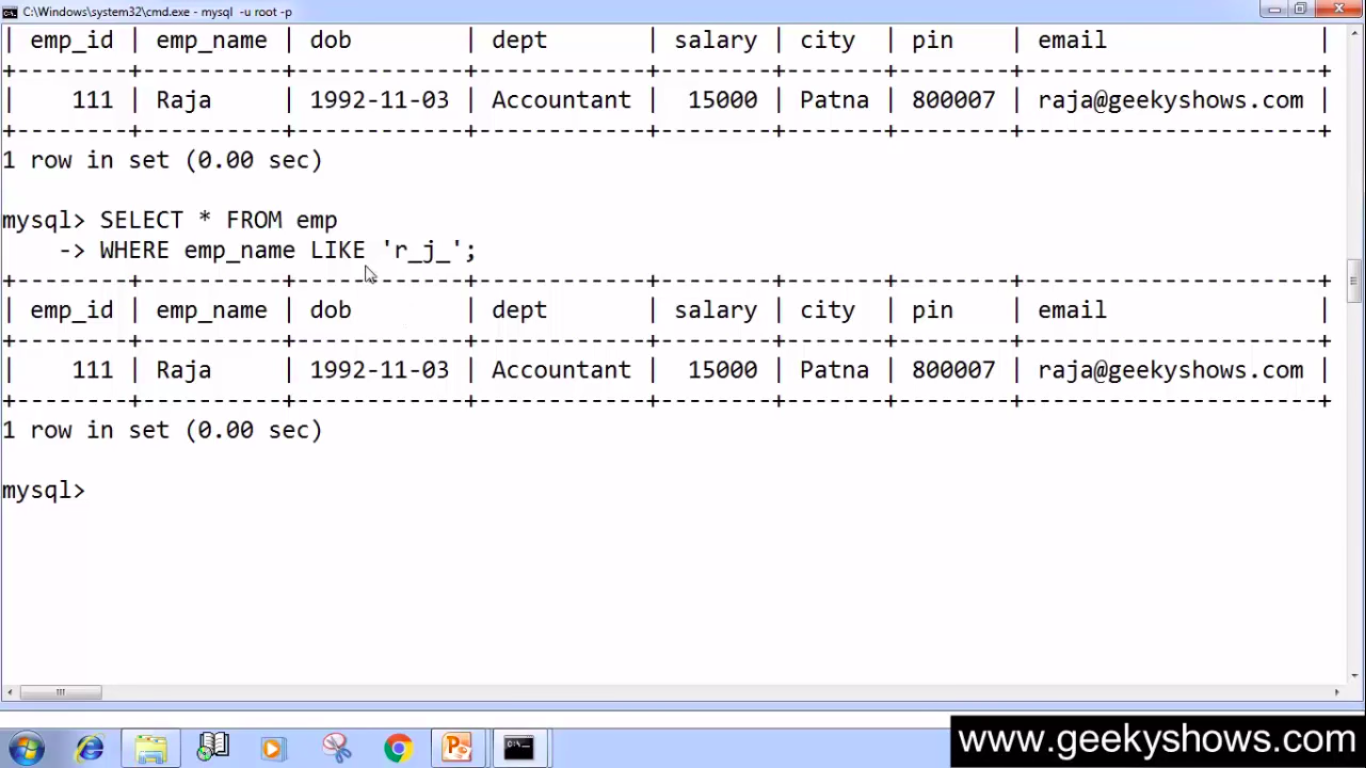 C:\Windows\system32\cmd.exe - mysql -u root -p
| emp_id | emp_name | dob        | dept       | salary | city  | pin    | email               |
+--------+----------+------------+------------+--------+-------+--------+---------------------+
|    111 | Raja     | 1992-11-03 | Accountant |  15000 | Patna | 800007 | raja@geekyshows.com |
+--------+----------+------------+------------+--------+-------+--------+---------------------+
1 row in set (0.00 sec)
mysql> SELECT * FROM emp
    -> WHERE emp_name LIKE 'r_j_';
+--------+----------+------------+------------+--------+-------+--------+---------------------+
| emp_id | emp_name | dob        | dept       | salary | city  | pin    | email               |
+--------+----------+------------+------------+--------+-------+--------+---------------------+
|    111 | Raja     | 1992-11-03 | Accountant |  15000 | Patna | 800007 | raja@geekyshows.com |
+--------+----------+------------+------------+--------+-------+--------+---------------------+
1 row in set (0.00 sec)
mysql>
www.geekyshows.com